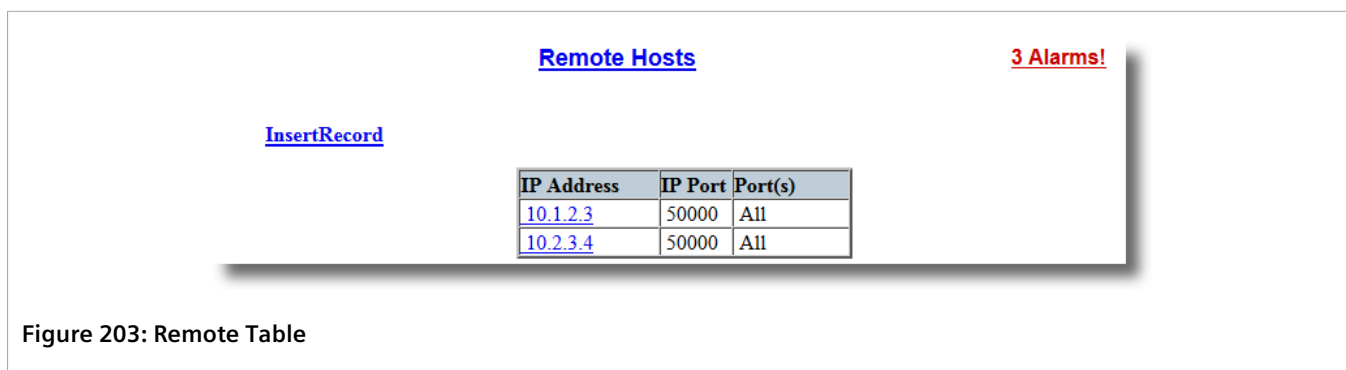 Remote Hosts
3 Alarms!
InsertRecord
IP Address IP Port Port(s)
10.1.2.3 50000 All
10.2.3.4 50000 All
Figure 203: Remote Table